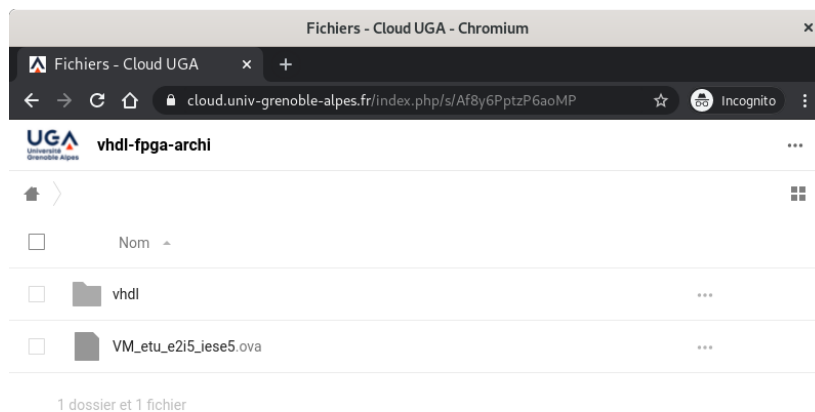 Fichiers - Cloud UGA - Chromium
Fichiers - Cloud UGA
cloud.univ-grenoble-alpes.fr/index.php/s/Af8y6PptzP6aoMP
Incognito
UGA
Université
Grenoble Alpes
vhdl-fpga-archi
Nom
vhdl
VM_etu_e2i5_iese5.ova
1 dossier et 1 fichier